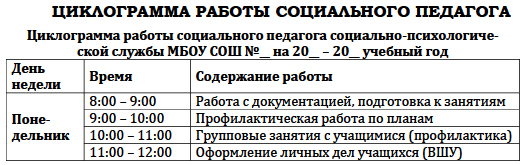 ЦИКЛОГРАММА РАБОТЫ СОЦИАЛЬНОГО ПЕДАГОГА
Циклограмма работы социального педагога социально-психологиче-
ской службы МБОУ СОШ №__ на 20__ – 20__ учебный год
День недели Время Содержание работы
Поне-дельник
8:00 – 9:00 Работа с документацией, подготовка к занятиям
9:00 – 10:00 Профилактическая работа по планам
10:00 – 11:00 Групповые занятия с учащимися (профилактика)
11:00 – 12:00 Оформление личных дел учащихся (ВШУ)